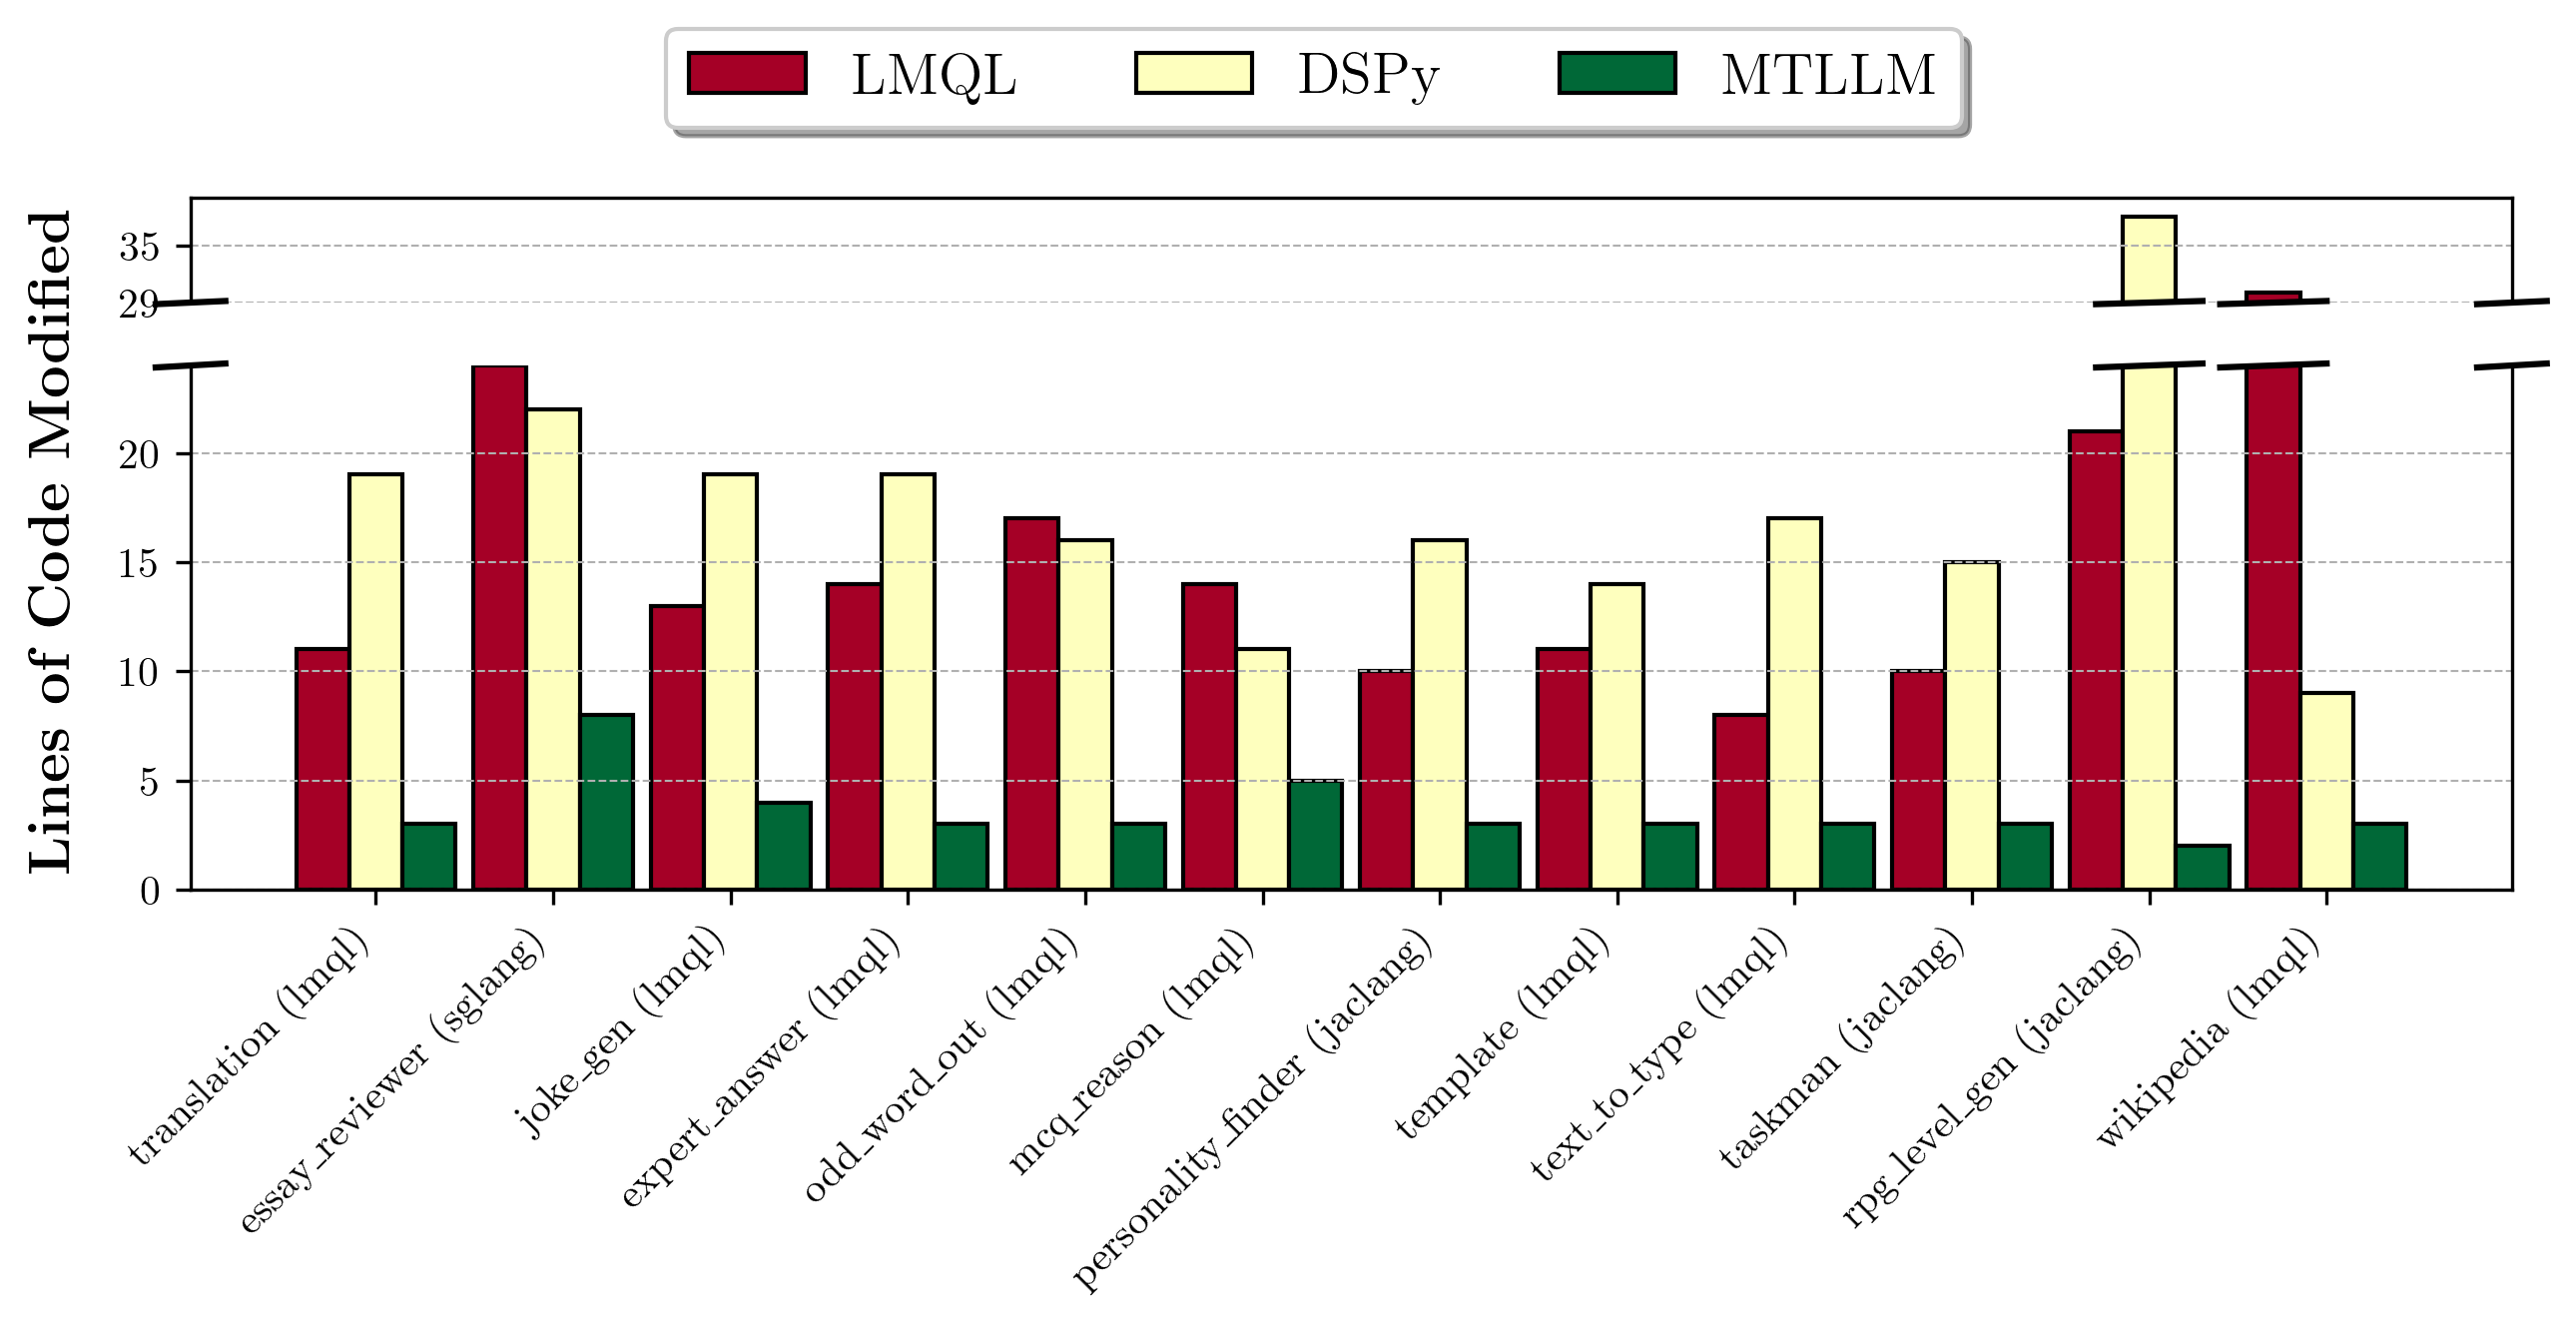 LMQL DSPy MTLLM
Lines of Code Modified
35
29
20
15
10
5
0
translation (lmql)
essay_reviewer (sglang)
joke_gen (lmql)
expert_answer (lmql)
odd_word_out (lmql)
mcq_reason (lmql)
personality_finder (jaclang)
template (lmql)
text_to_type (lmql)
taskman (jaclang)
rpg_level_gen (jaclang)
wikipedia (lmql)